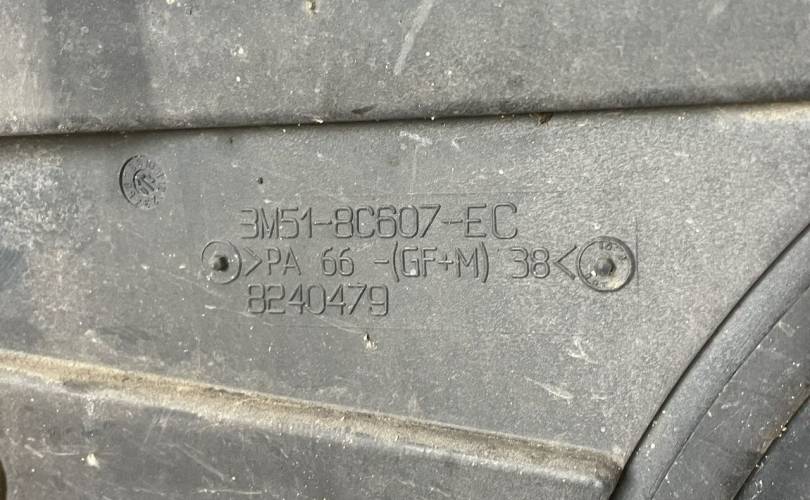 3M51-8C607-EC
>PA 66 -(GF+M) 38<
8240479